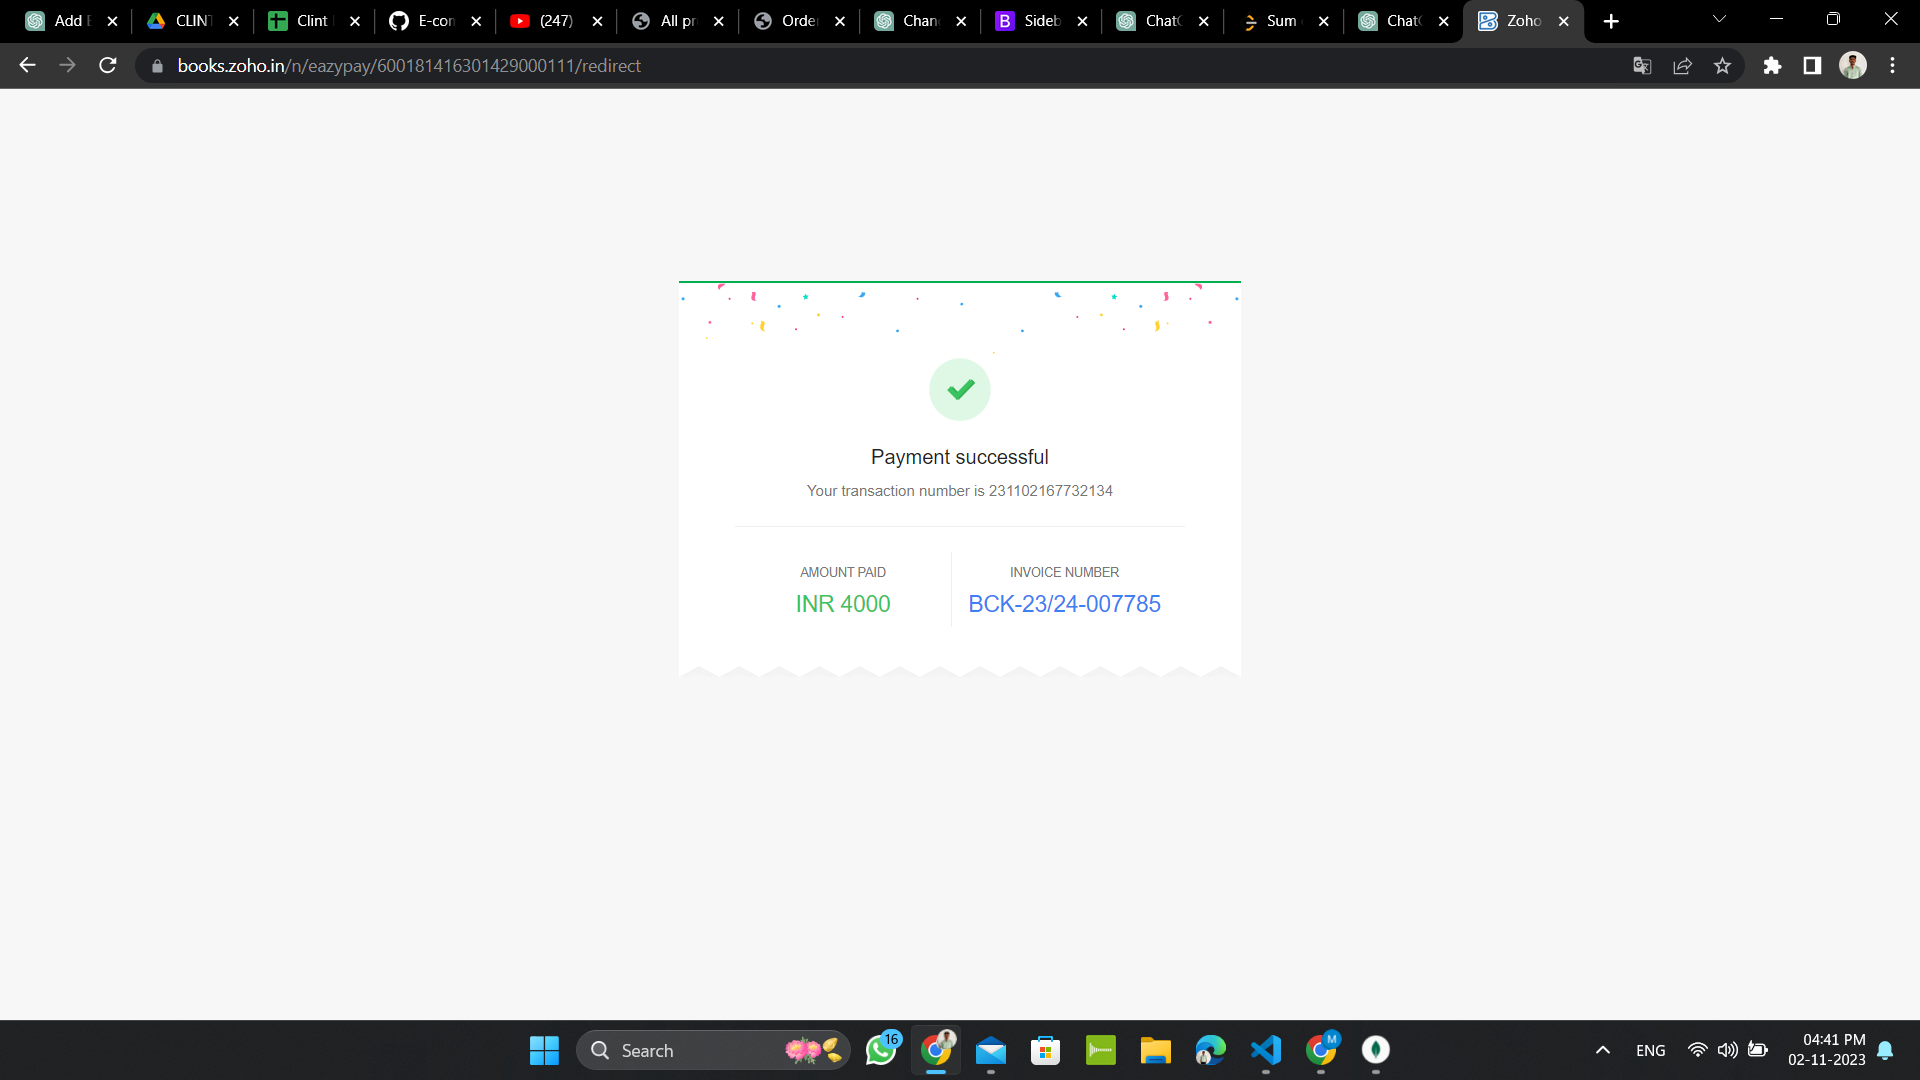 Add E
CLINT
Clint
E-con
(247)
All pr
Order
Chan
Sideb
ChatG
Sum
ChatG
Zoho
books.zoho.in/n/eazypay/600181416301429000111/redirect
Payment successful
Your transaction number is 231102167732134
AMOUNT PAID
INVOICE NUMBER
INR 4000
BCK-23/24-007785
Search
16
M
ENG
04:41 PM
02-11-2023